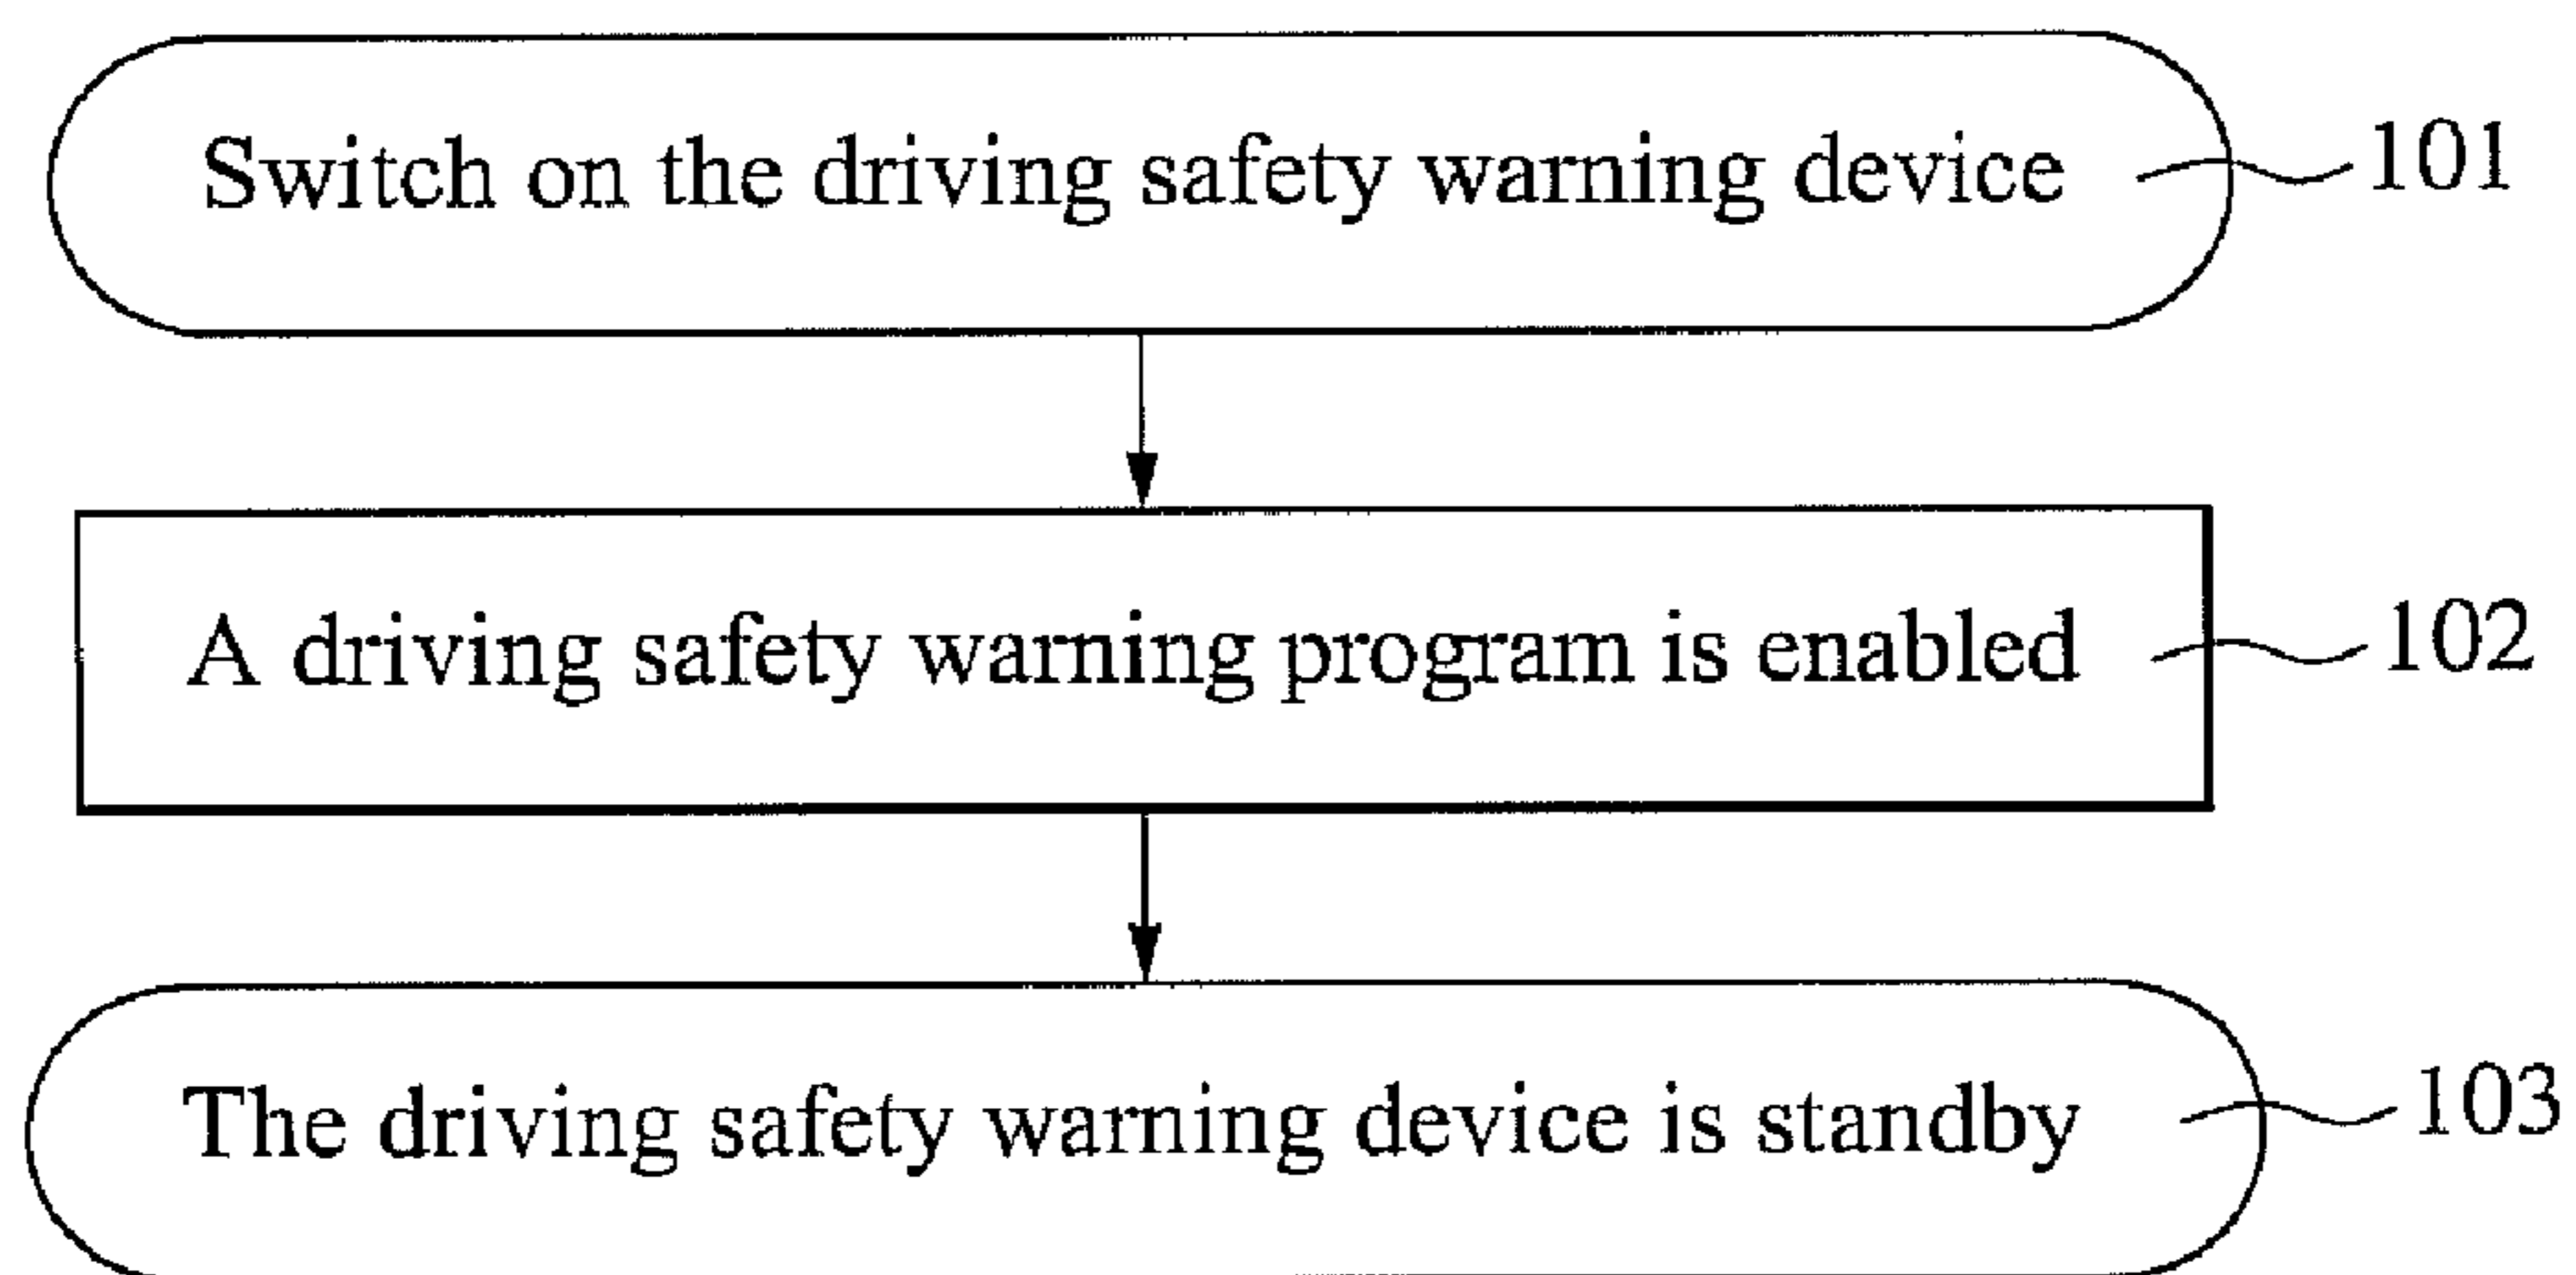 Switch on the driving safety warning device 101
A driving safety warning program is enabled 102
The driving safety warning device is standby 103